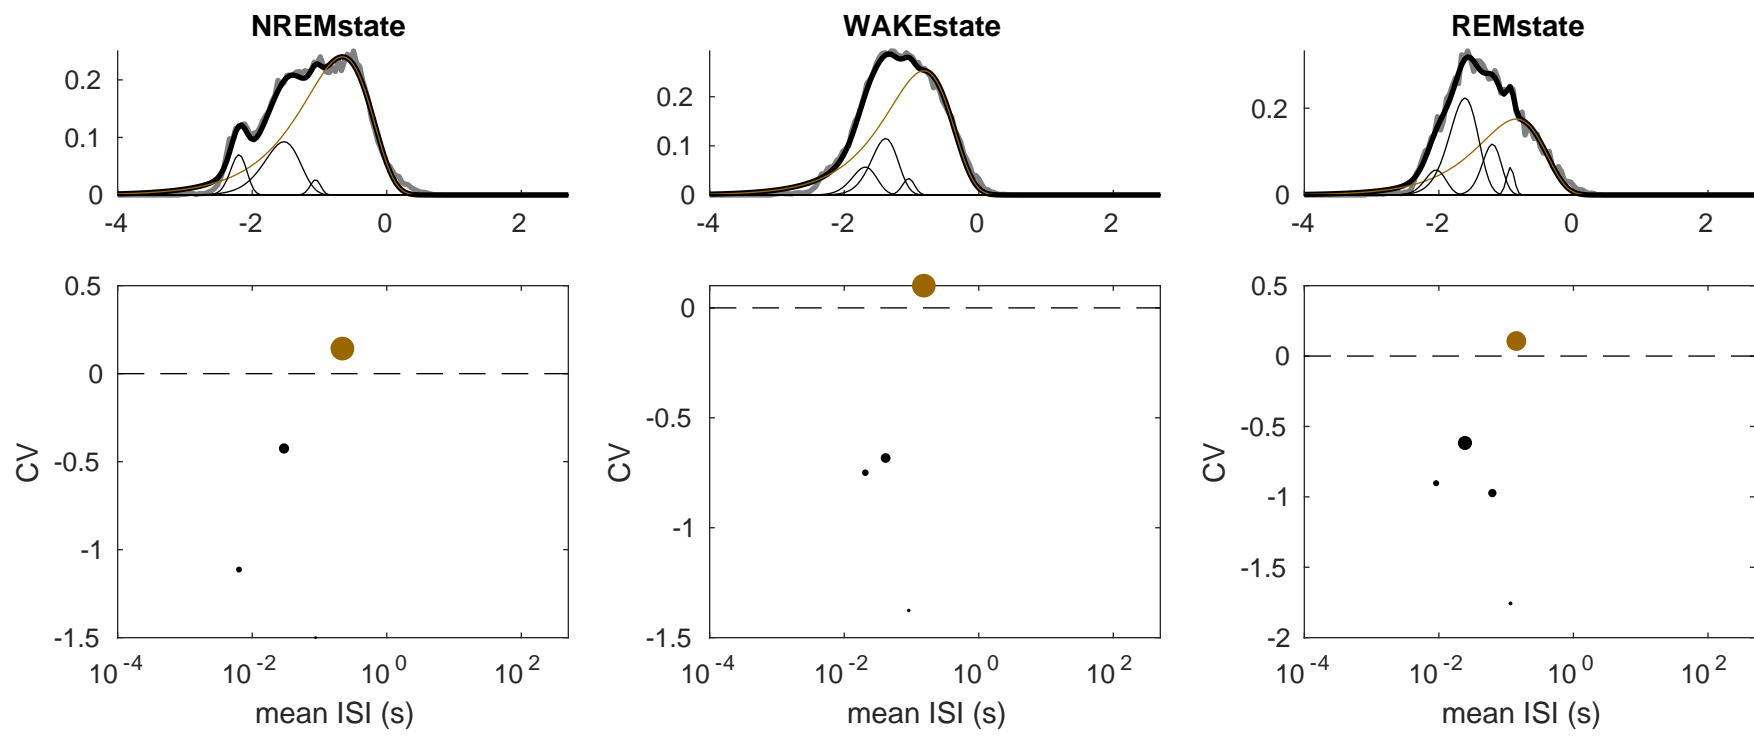 NREMstate WAKEstate REMstate
0.2 0.2 0.2
0.1 0.1
0 0 0
-4 -2 0 2 -4 -2 0 2 -4 -2 0 2
0.5 0 0.5
0 -0.5 0
-0.5 -1 -0.5
-1 -1.5 -1
-1.5 -1.5
-2
CV CV CV
10^-4 10^-2 10^0 10^2 10^-4 10^-2 10^0 10^2 10^-4 10^-2 10^0 10^2
mean ISI (s) mean ISI (s) mean ISI (s)